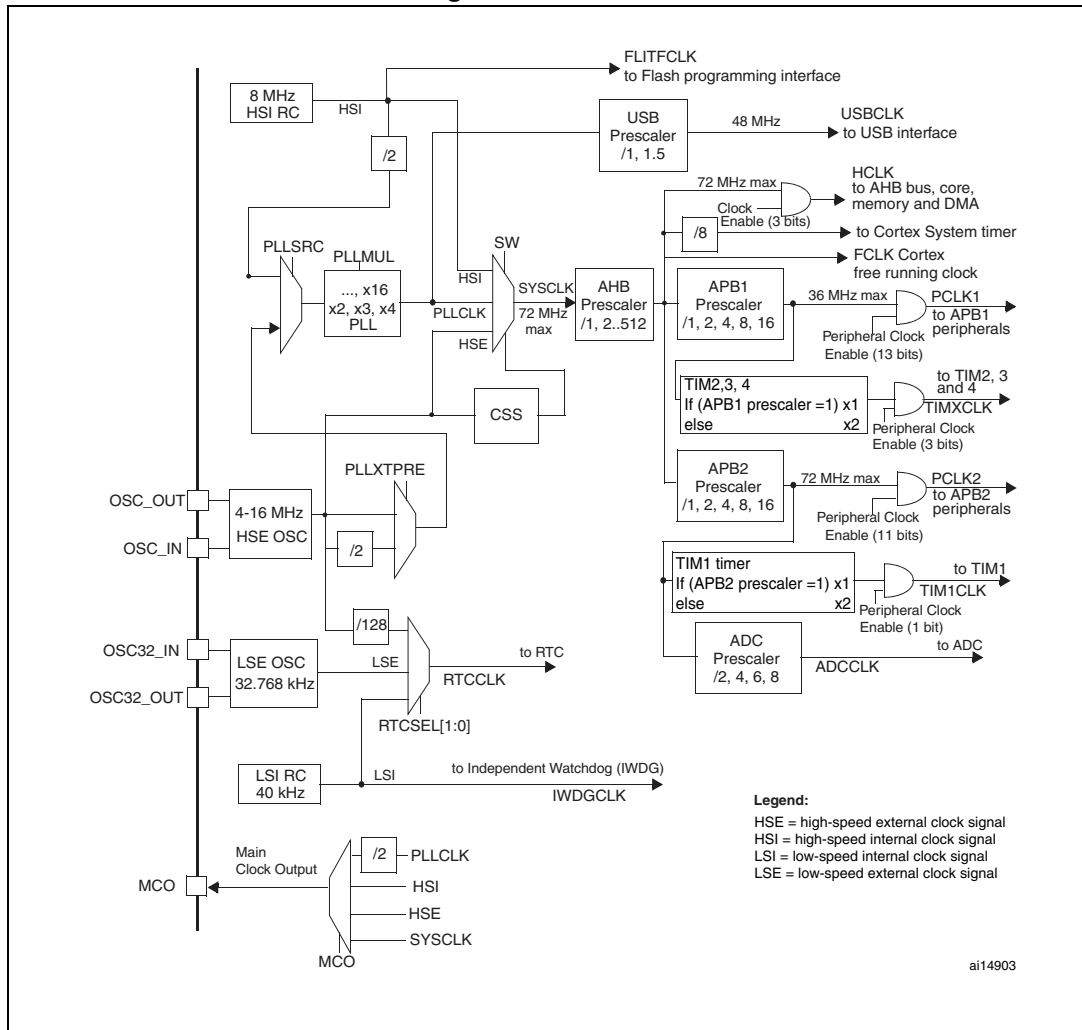 FLITFCLK
to Flash programming interface
8 MHz
HSI RC
HSI
/2
USB
Prescaler
/1, 1.5
48 MHz
USBCLK
to USB interface
72 MHz max
Clock
Enable (3 bits)
HCLK
to AHB bus, core,
memory and DMA
/8
to Cortex System timer
FCLK Cortex
free running clock
PLLSRC
PLLMUL
..., x16
x2, x3, x4
PLL
SW
HSI
PLLCLK
HSE
SYSCLK
72 MHz
max
AHB
Prescaler
/1, 2..512
APB1
Prescaler
/1, 2, 4, 8, 16
36 MHz max
PCLK1
to APB1
peripherals
Peripheral Clock
Enable (13 bits)
TIM2,3, 4
If (APB1 prescaler =1) x1
else x2
to TIM2, 3
and 4
TIMXCLK
Peripheral Clock
Enable (3 bits)
CSS
PLLXTPRE
OSC_OUT
OSC_IN
4-16 MHz
HSE OSC
/2
APB2
Prescaler
/1, 2, 4, 8, 16
72 MHz max
PCLK2
to APB2
peripherals
Peripheral Clock
Enable (11 bits)
TIM1 timer
If (APB2 prescaler =1) x1
else x2
to TIM1
TIM1CLK
Peripheral Clock
Enable (1 bit)
ADC
Prescaler
/2, 4, 6, 8
to ADC
ADCCLK
/128
OSC32_IN
OSC32_OUT
LSE OSC
32.768 kHz
LSE
to RTC
RTCCLK
RTCSEL[1:0]
LSI RC
40 kHz
LSI
to Independent Watchdog (IWDG)
IWDGCLK
Legend:
HSE = high-speed external clock signal
HSI = high-speed internal clock signal
LSI = low-speed internal clock signal
LSE = low-speed external clock signal
Main
Clock Output
MCO
/2
PLLCLK
HSI
HSE
SYSCLK
MCO
ai14903